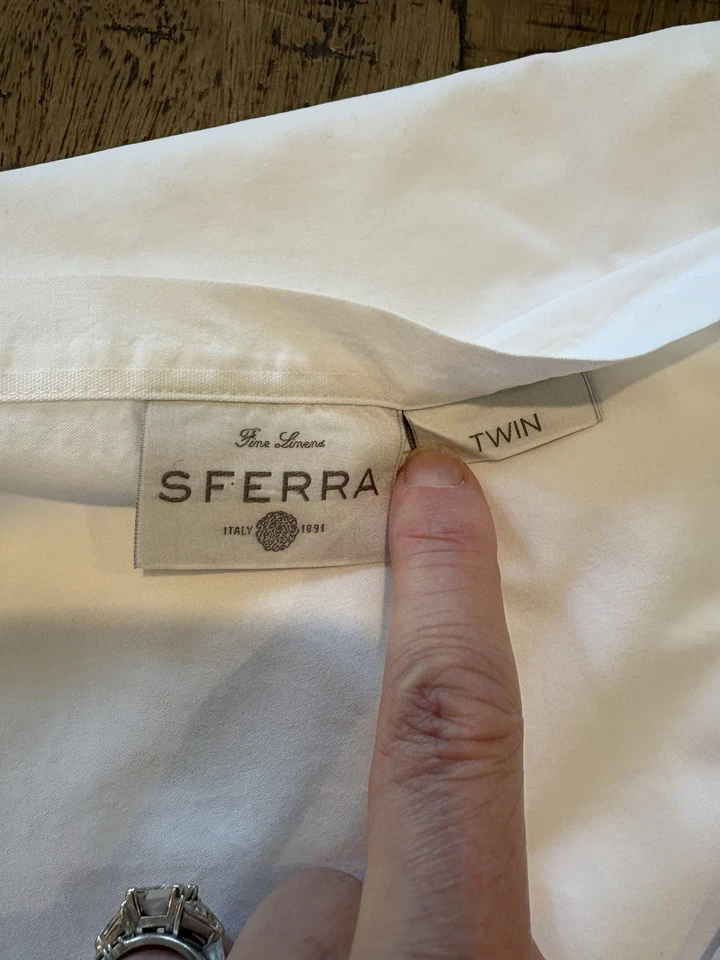 Fine Linens
SFERRA
ITALY 1891
TWIN